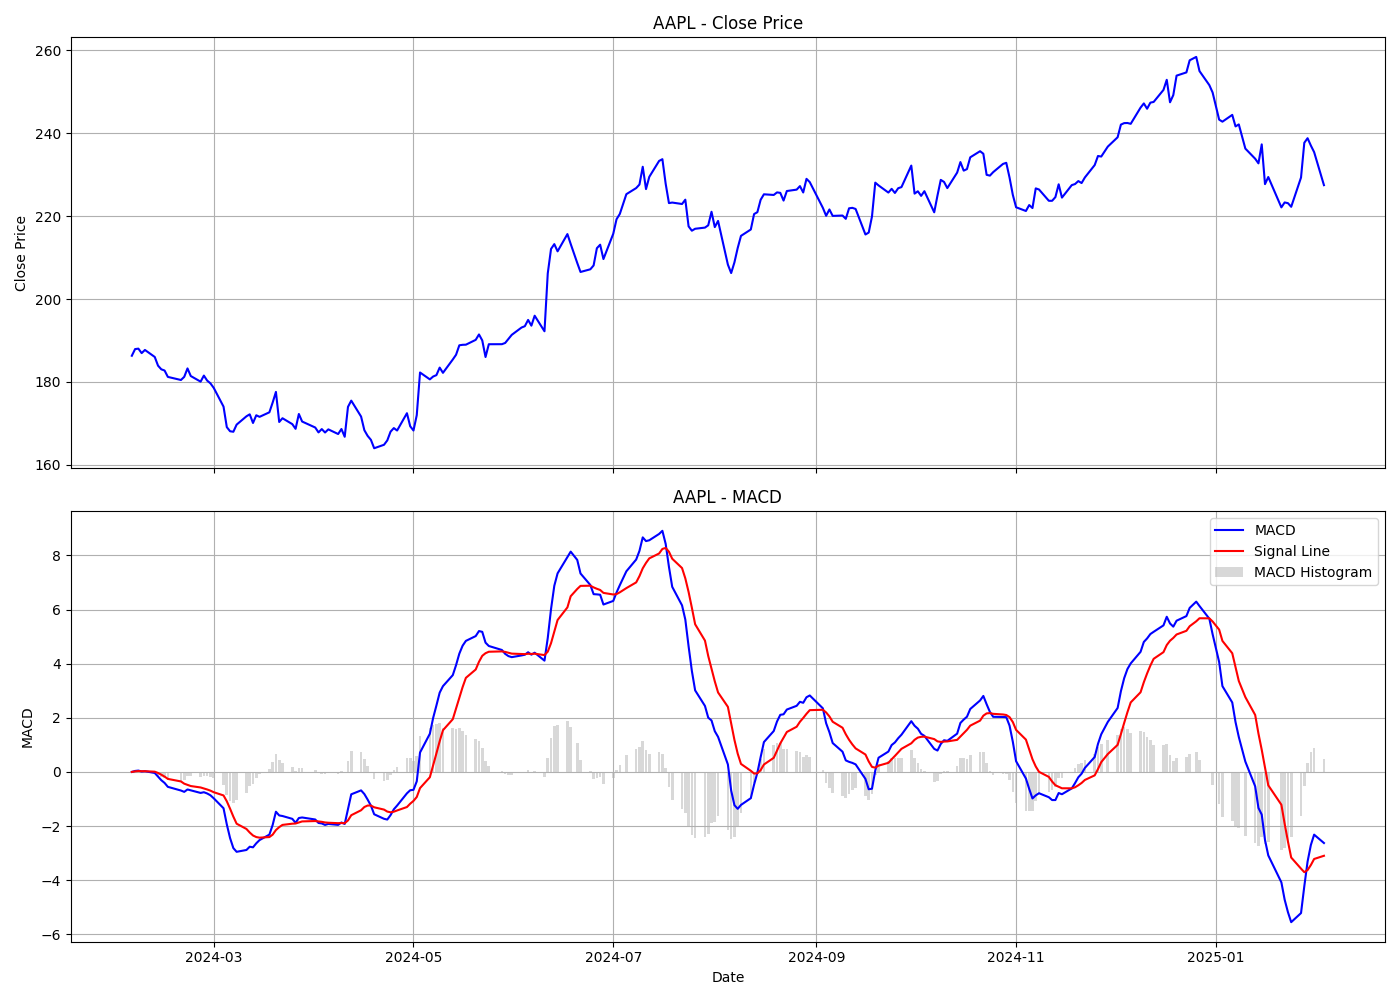 AAPL - Close Price
260
240
220
200
180
160
Close Price
AAPL - MACD
MACD
Signal Line
MACD Histogram
8
6
4
2
0
−2
−4
−6
MACD
2024-03
2024-05
2024-07
2024-09
2024-11
2025-01
Date